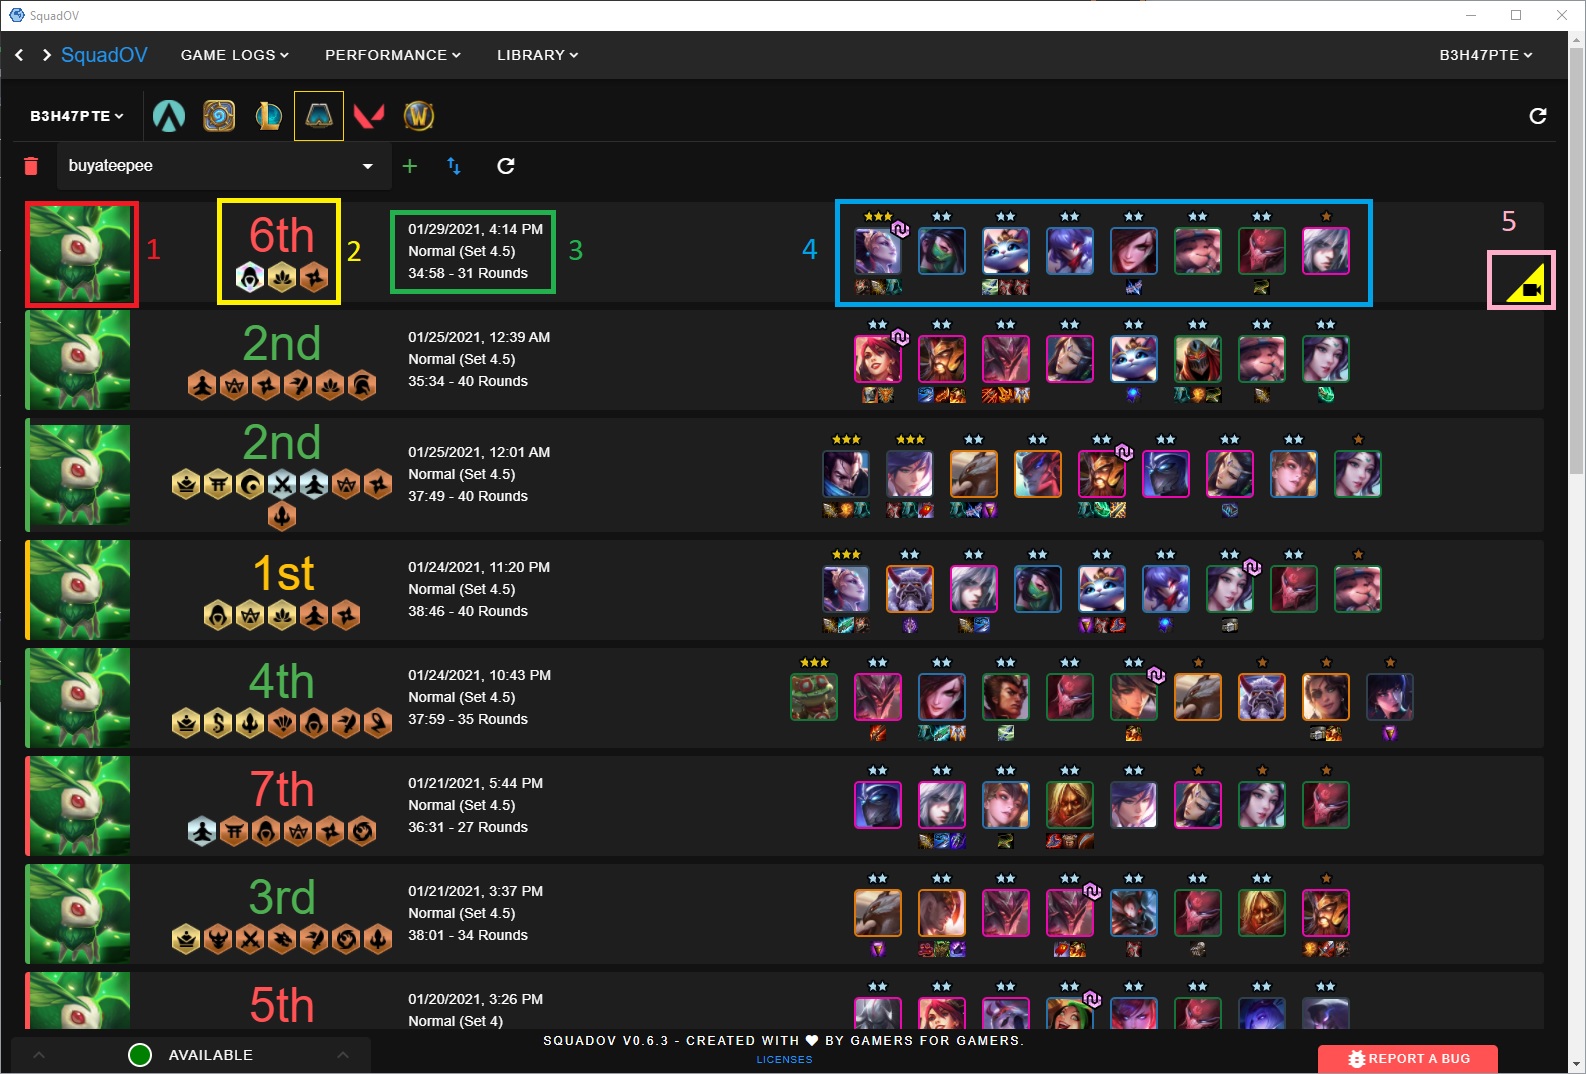 SquadOV
SquadOV
GAME LOGS
PERFORMANCE
LIBRARY
B3H47PTE
B3H47PTE
buyateepee
1
6th
2
01/29/2021, 4:14 PM
Normal (Set 4.5)
34:58 - 31 Rounds
3
4
5
2nd
01/25/2021, 12:39 AM
Normal (Set 4.5)
35:34 - 40 Rounds
2nd
01/25/2021, 12:01 AM
Normal (Set 4.5)
37:49 - 40 Rounds
1st
01/24/2021, 11:20 PM
Normal (Set 4.5)
38:46 - 40 Rounds
4th
01/24/2021, 10:43 PM
Normal (Set 4.5)
37:59 - 35 Rounds
7th
01/21/2021, 5:44 PM
Normal (Set 4.5)
36:31 - 27 Rounds
3rd
01/21/2021, 3:37 PM
Normal (Set 4.5)
38:01 - 34 Rounds
5th
01/20/2021, 3:26 PM
Normal (Set 4)
AVAILABLE
SQUADOV V0.6.3 - CREATED WITH ♥ BY GAMERS FOR GAMERS.
LICENSES
REPORT A BUG